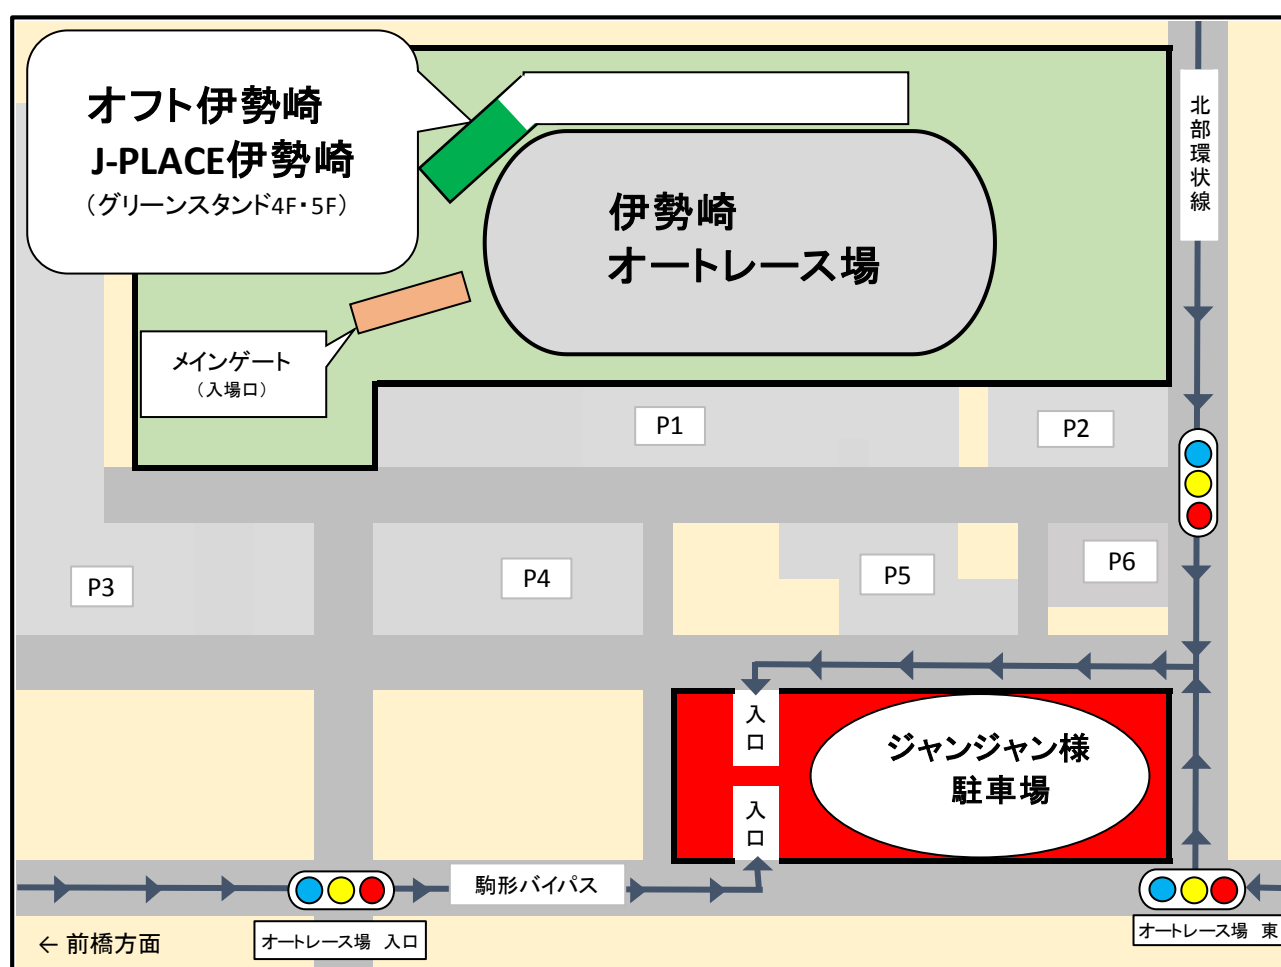 オフト伊勢崎
J-PLACE伊勢崎
（グリーンスタンド4F・5F）
北部環状線
伊勢崎
オートレース場
メインゲート
（入場口）
P1
P2
P3
P4
P5
P6
入口
ジャンジャン様
駐車場
入口
駒形バイパス
オートレース場　入口
オートレース場　東
← 前橋方面